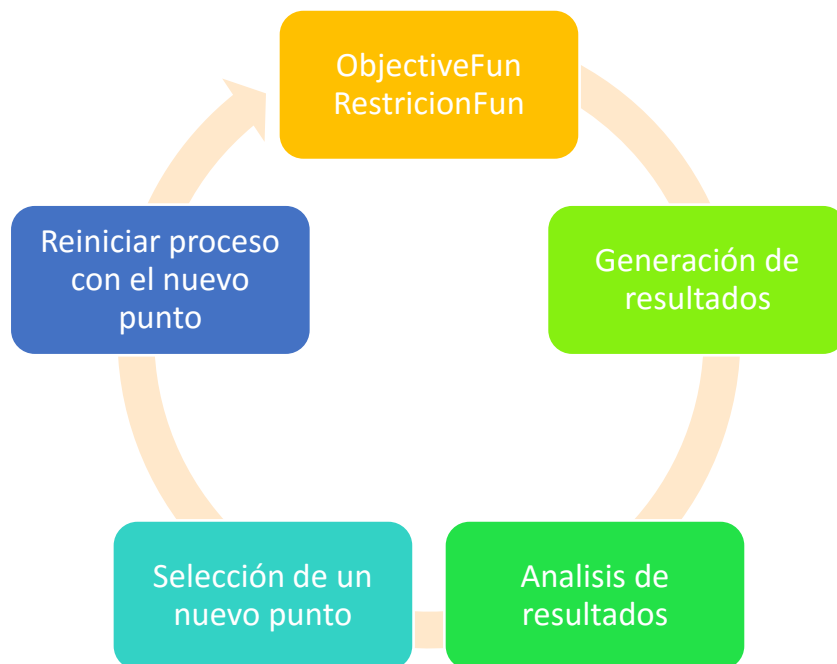 ObjectiveFun
RestricionFun
Generación de
resultados
Analisis de
resultados
Selección de un
nuevo punto
Reiniciar proceso
con el nuevo
punto